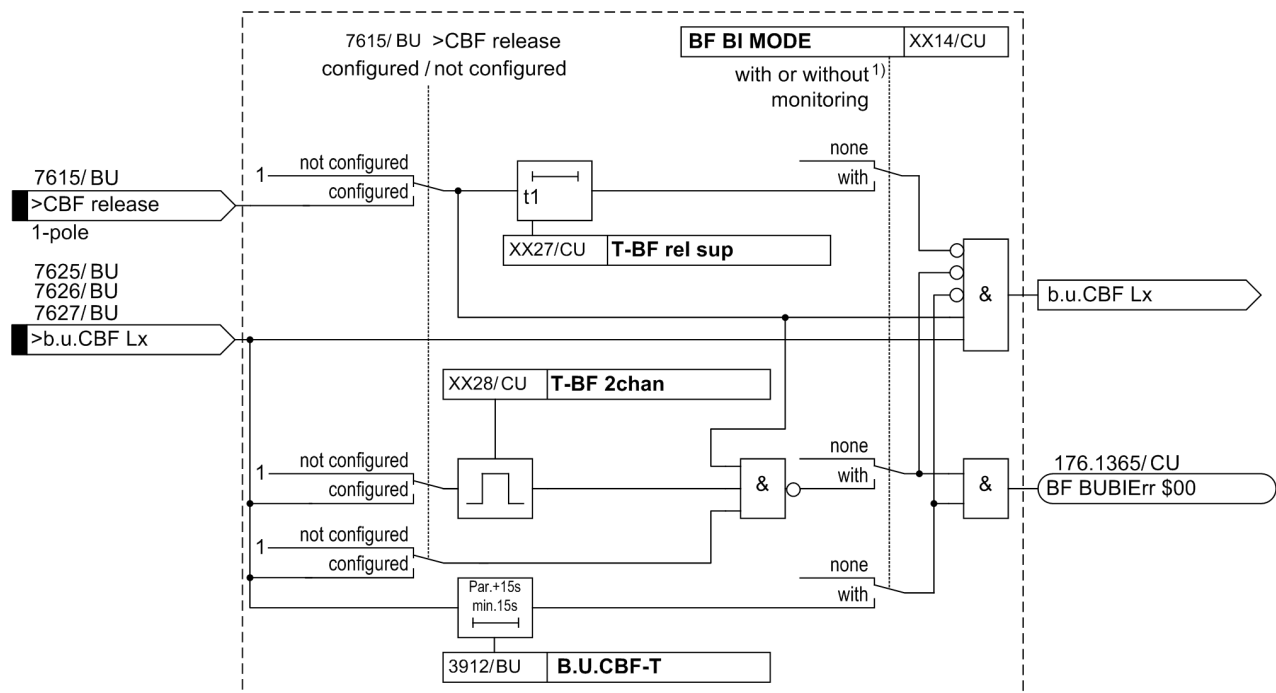 7615/ BU >CBF release
configured / not configured
BF BI MODE XX14/CU
with or without 1)
monitoring
7615/ BU
>CBF release
1-pole
1 not configured
configured
t1
XX27/CU T-BF rel sup
none
with
7625/ BU
7626/ BU
7627/ BU
>b.u.CBF Lx
&
b.u.CBF Lx
XX28/ CU T-BF 2chan
1 not configured
configured
&
none
with
&
176.1365/ CU
BF BUBIErr $00
1 not configured
configured
Par.+15s
min.15s
none
with
3912/BU B.U.CBF-T